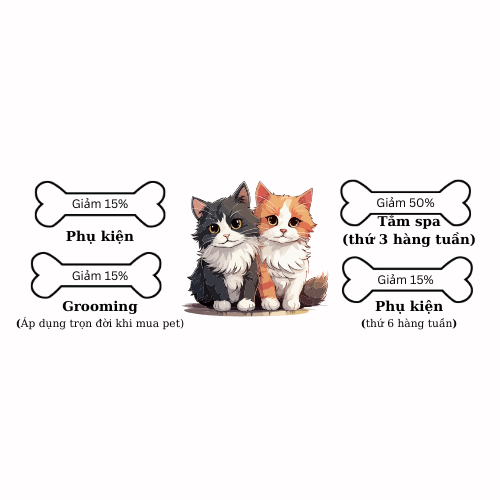 Giảm 15%
Phụ kiện
Giảm 15%
Grooming
(Áp dụng trọn đời khi mua pet)
Giảm 50%
Tắm spa
(thứ 3 hàng tuần)
Giảm 15%
Phụ kiện
(thứ 6 hàng tuần)